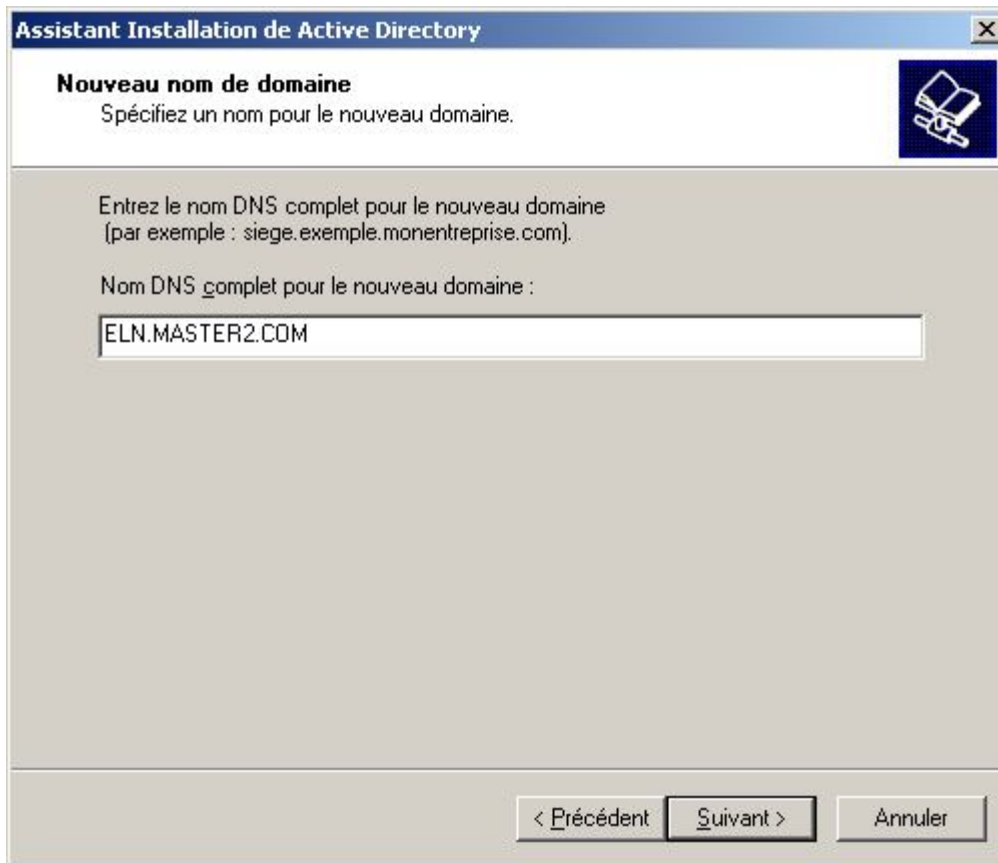 Assistant Installation de Active Directory
Nouveau nom de domaine
Spécifiez un nom pour le nouveau domaine.
Entrez le nom DNS complet pour le nouveau domaine
(par exemple : siege.exemple.monentreprise.com).
Nom DNS complet pour le nouveau domaine :
ELN.MASTER2.COM
< Précédent Suivant > Annuler